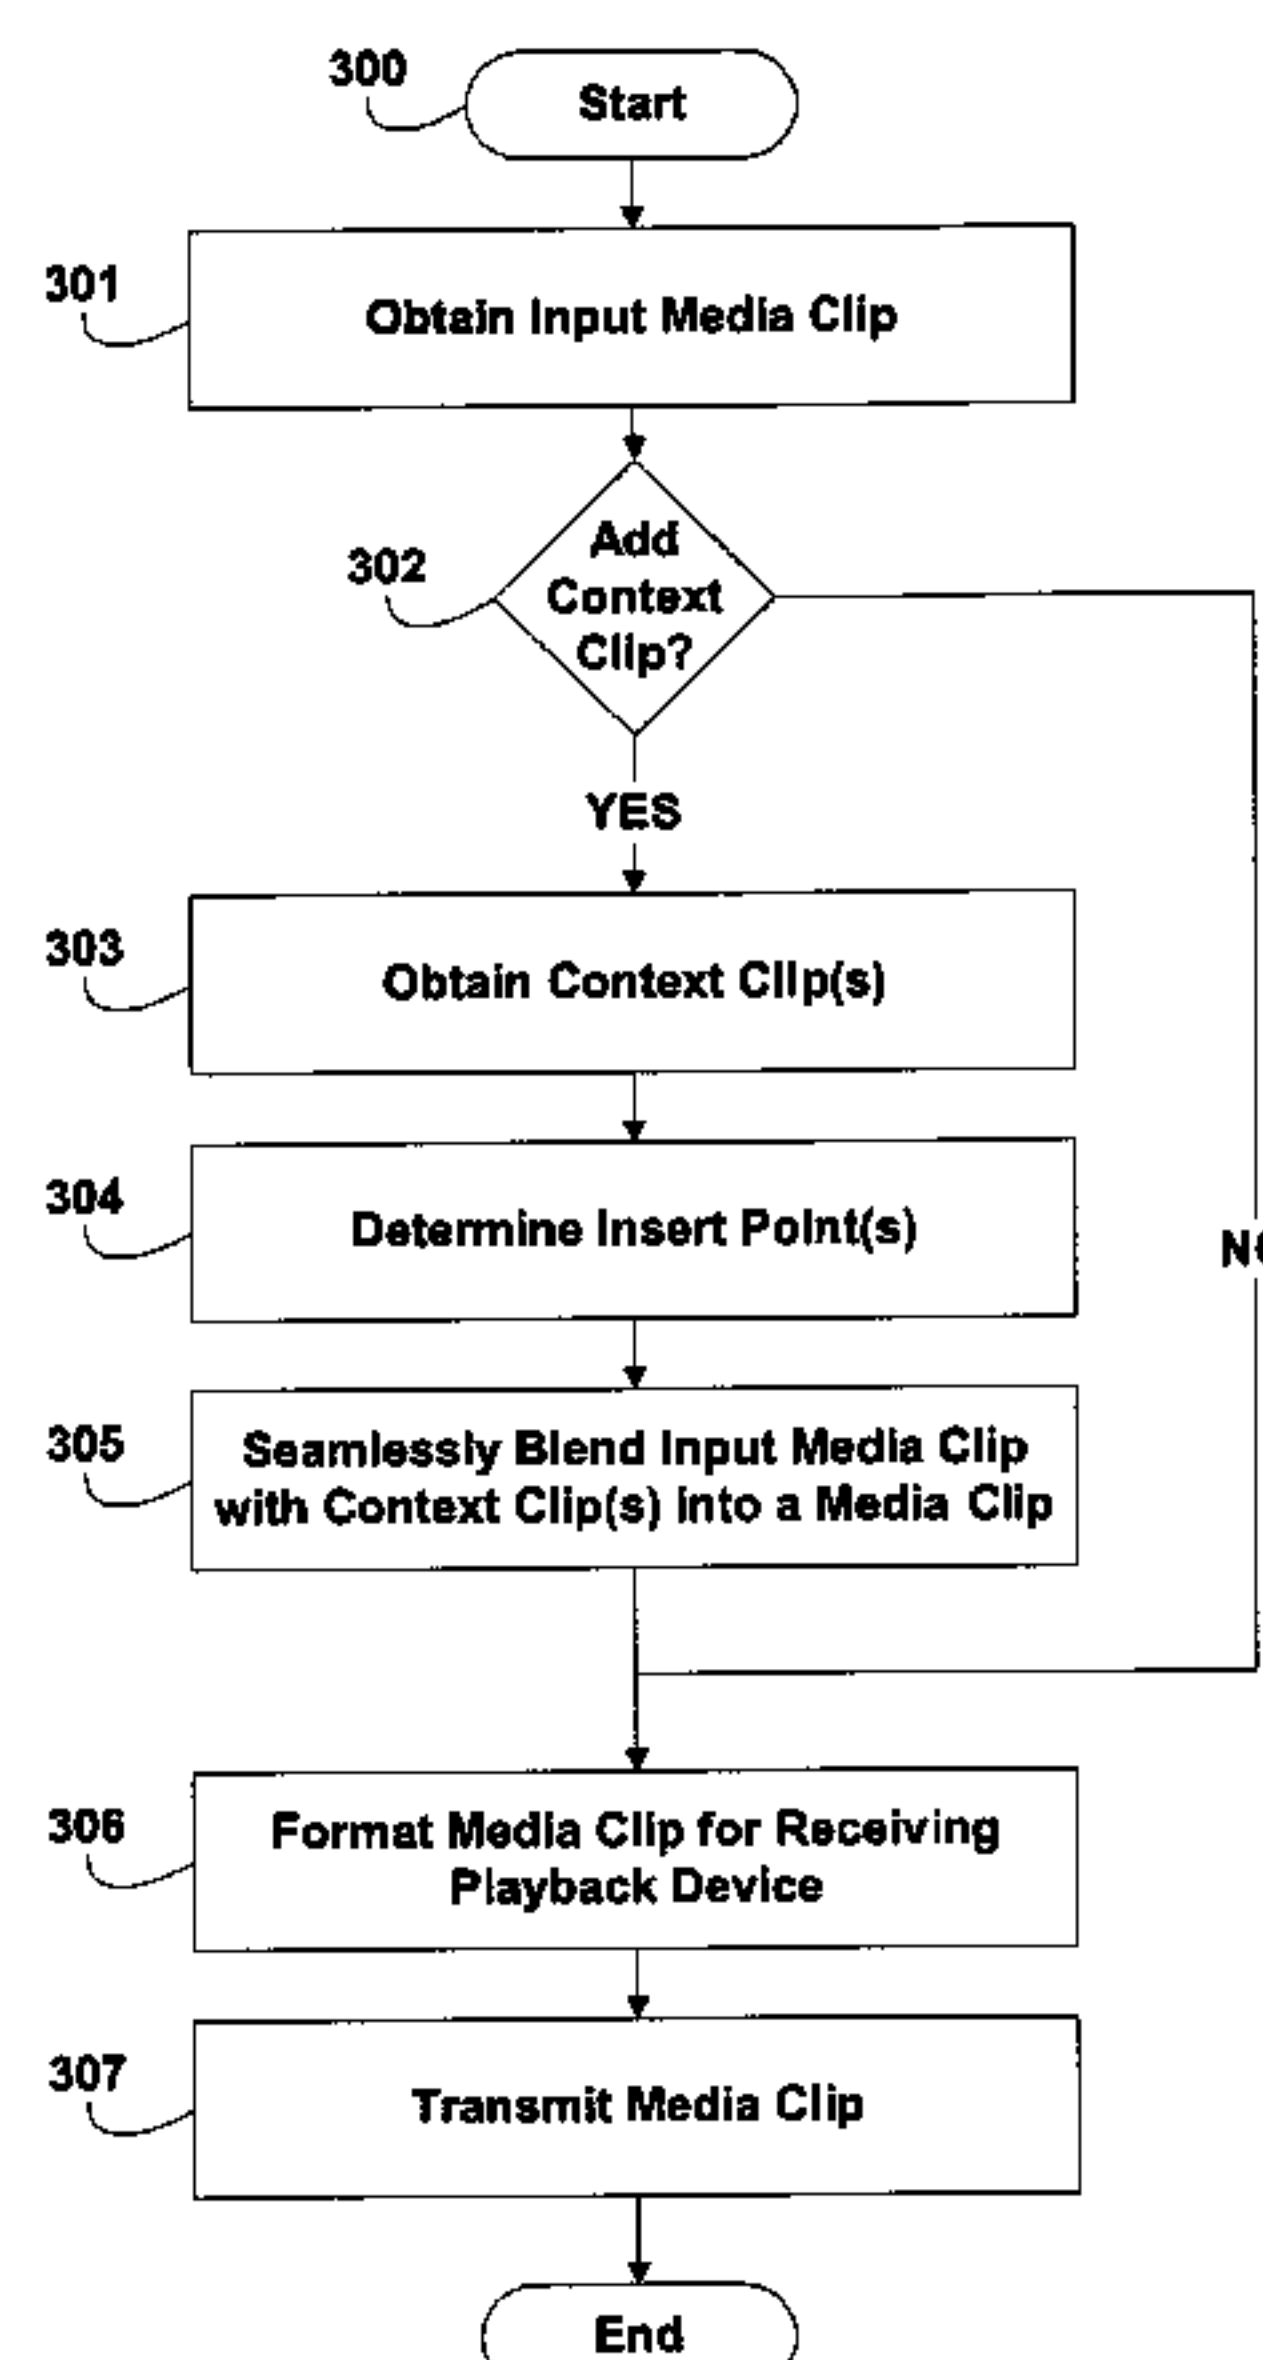 300
Start
301
Obtain Input Media Clip
302
Add
Context
Clip?
YES
303
Obtain Context Clip(s)
304
Determine Insert Point(s)
305
Seamlessly Blend Input Media Clip
with Context Clip(s) into a Media Clip
306
Format Media Clip for Receiving
Playback Device
307
Transmit Media Clip
End